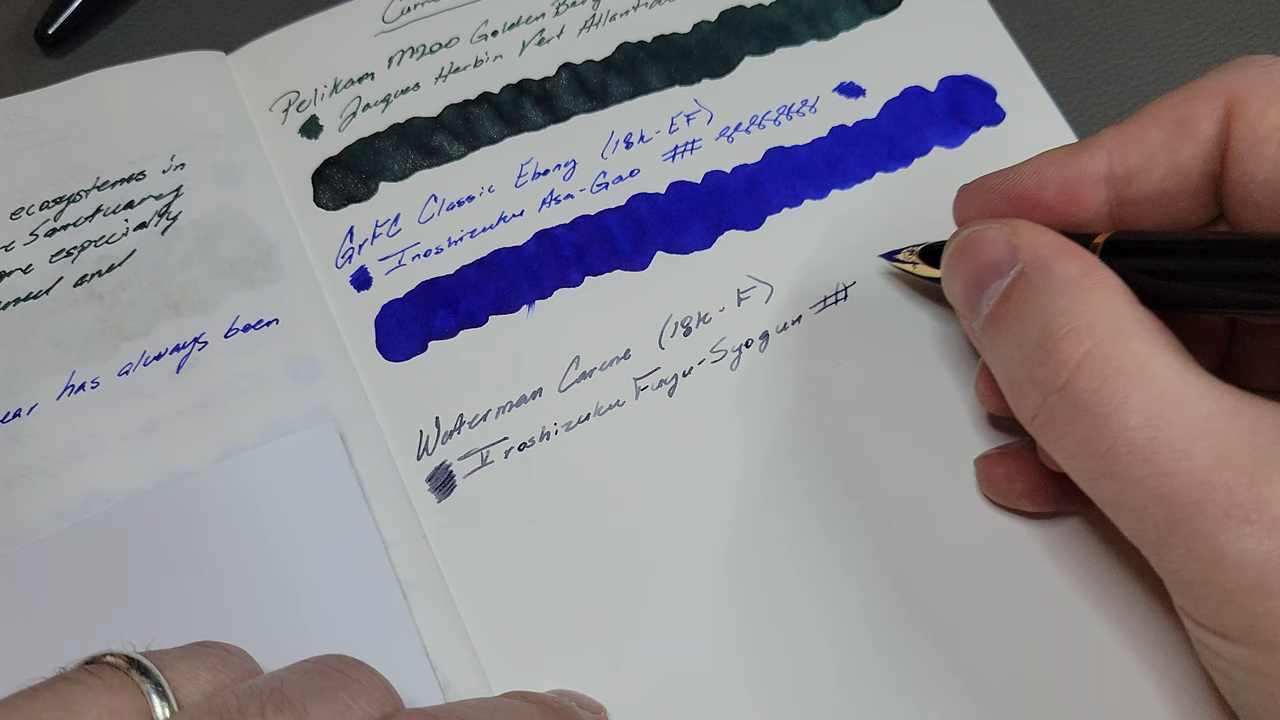 ecosystems in
Sanctuary
especially
and
has always been
Pelikan M200 Golden
Jacques Herbin Vert Atlantide
GvFC Classic Ebony (18k-EF)
Iroshizuku Asa-Gao
Waterman Carene (18k-F)
Iroshizuku Fuyu-Syogun